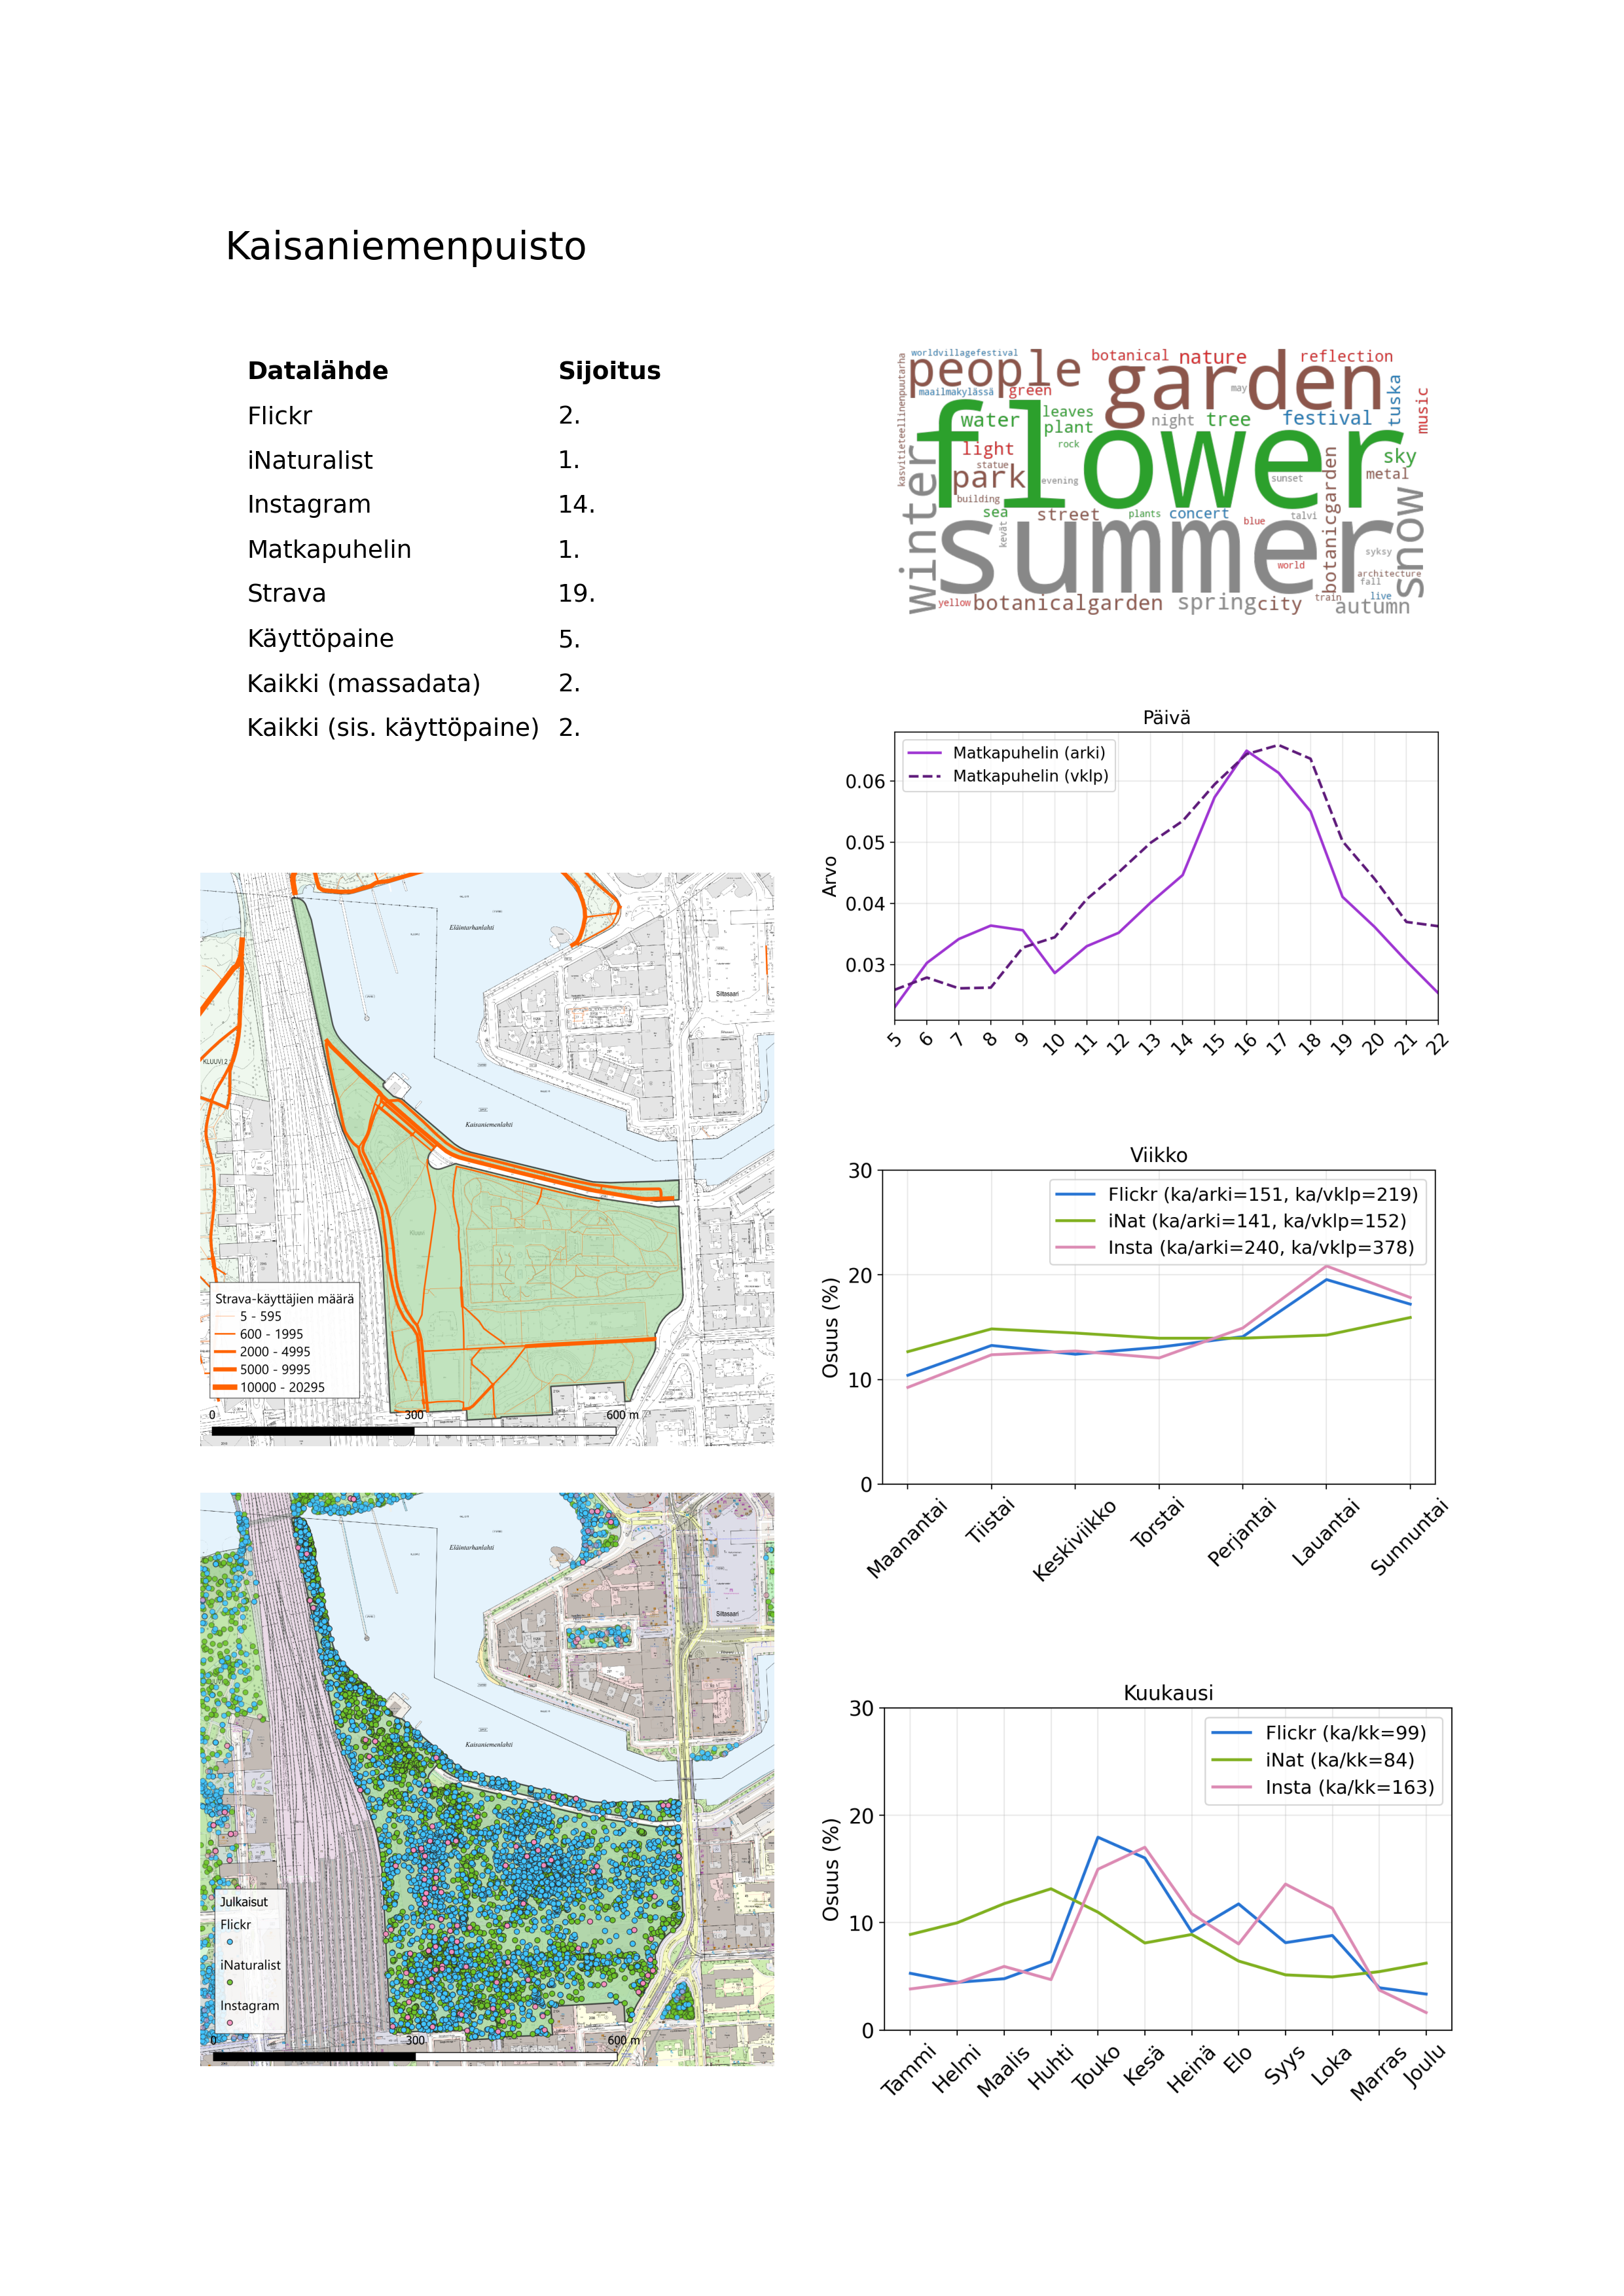 Kaisaniemenpuisto
Datalähde Sijoitus
Flickr 2.
iNaturalist 1.
Instagram 14.
Matkapuhelin 1.
Strava 19.
Käyttöpaine 5.
Kaikki (massadata) 2.
Kaikki (sis. käyttöpaine) 2.
worldvillagefestival
people
botanical
nature
reflection
maailmakylässä
green
garden
may
tuska
music
kasvitieteellinenpuutarha
water
leaves
plant
night
tree
festival
flower
light
rock
sky
statue
park
evening
sunset
metal
building
winter
sea
street
plants
concert
blue
talvi
botanicgarden
snow
kevät
summer
syksy
world
architecture
fall
yellow
botanicalgarden
spring
city
train
live
autumn
Päivä
Matkapuhelin (arki)
Matkapuhelin (vklp)
Arvo
0.06
0.05
0.04
0.03
5 6 7 8 9 10 11 12 13 14 15 16 17 18 19 20 21 22
Eläintarhanlahti
Siltasaari
KLUUVI 2
Kaisaniemenlahti
Kluuvi
Strava-käyttäjien määrä
5 - 595
600 - 1995
2000 - 4995
5000 - 9995
10000 - 20295
0 300 600 m
Viikko
Flickr (ka/arki=151, ka/vklp=219)
iNat (ka/arki=141, ka/vklp=152)
Insta (ka/arki=240, ka/vklp=378)
Osuus (%)
30
20
10
0
Maanantai Tiistai Keskiviikko Torstai Perjantai Lauantai Sunnuntai
Eläintarhanlahti
Siltasaari
Kaisaniemenlahti
Julkaisut
Flickr
iNaturalist
Instagram
0 300 600 m
Kuukausi
Flickr (ka/kk=99)
iNat (ka/kk=84)
Insta (ka/kk=163)
Osuus (%)
30
20
10
0
Tammi Helmi Maalis Huhti Touko Kesä Heinä Elo Syys Loka Marras Joulu